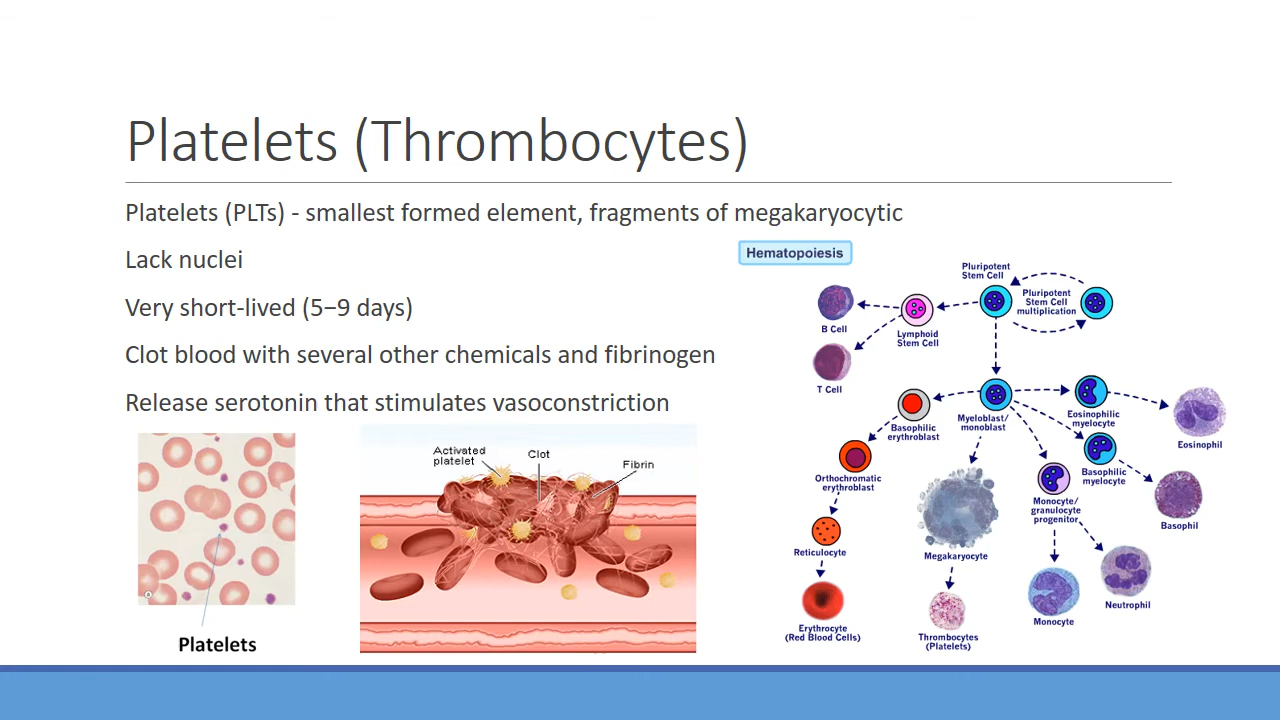 Platelets (Thrombocytes)
Platelets (PLTs) - smallest formed element, fragments of megakaryocytic
Lack nuclei
Very short-lived (5–9 days)
Clot blood with several other chemicals and fibrinogen
Release serotonin that stimulates vasoconstriction
Platelets
Activated
platelet
Clot
Fibrin
Hematopoiesis
Pluripotent
Stem Cell
Pluripotent
Stem Cell
multiplication
B Cell
Lymphoid
Stem Cell
T Cell
Basophilic
erythroblast
Myeloblast/
monoblast
Eosinophilic
myelocyte
Eosinophil
Orthochromatic
erythroblast
Basophilic
myelocyte
Monocyte/
granulocyte
progenitor
Basophil
Reticulocyte
Megakaryocyte
Neutrophil
Monocyte
Erythrocyte
(Red Blood Cells)
Thrombocytes
(Platelets)